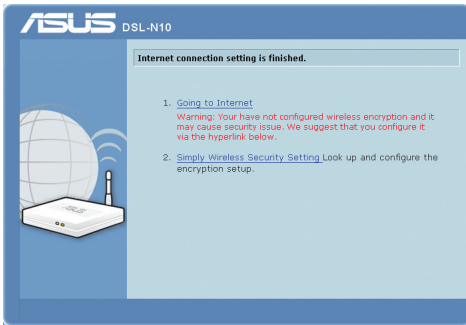 ASUS DSL-N10
Internet connection setting is finished.
1. Going to Internet
Warning: Your have not configured wireless encryption and it
may cause security issue. We suggest that you configure it
via the hyperlink below.
2. Simply Wireless Security Setting Look up and configure the
encryption setup.
ASUS